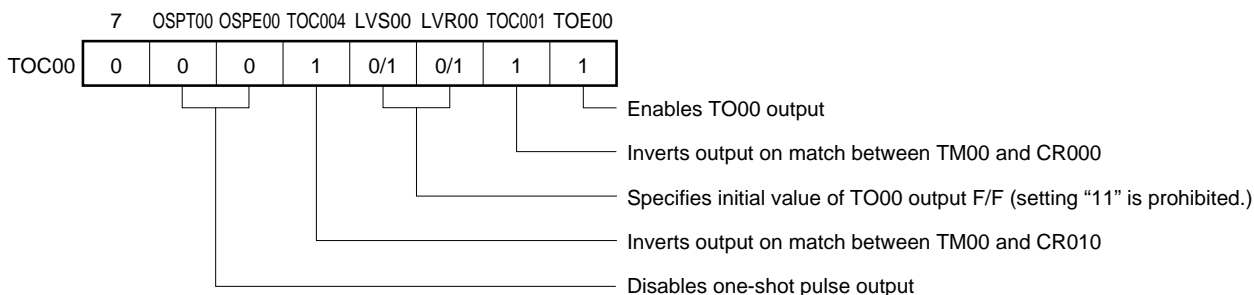 7 OSPT00 OSPE00 TOC004 LVS00 LVR00 TOC001 TOE00
TOC00 0 0 0 1 0/1 0/1 1 1
Enables TO00 output
Inverts output on match between TM00 and CR000
Specifies initial value of TO00 output F/F (setting “11” is prohibited.)
Inverts output on match between TM00 and CR010
Disables one-shot pulse output